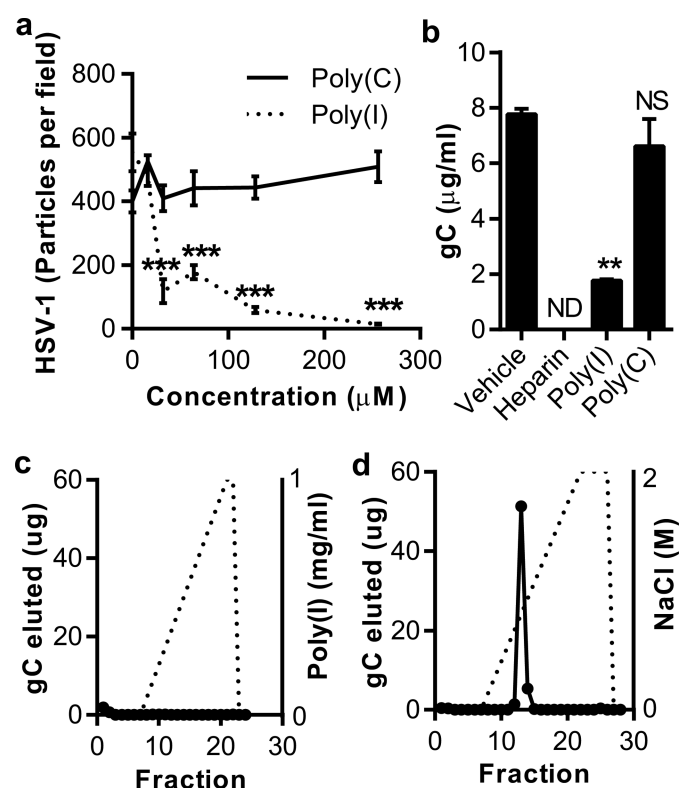 a
HSV-1 (Particles per field)
800
600
400
200
0
Poly(C)
Poly(I)
***
***
***
***
0
100
200
300
Concentration (μM)
b
gC (μg/ml)
10
8
6
4
2
0
ND
**
NS
Vehicle
Heparin
Poly(I)
Poly(C)
c
gC eluted (ug)
60
40
20
0
1
0
Poly(I) (mg/ml)
0
10
20
30
Fraction
d
gC eluted (ug)
60
40
20
0
2
0
NaCl (M)
0
10
20
30
Fraction